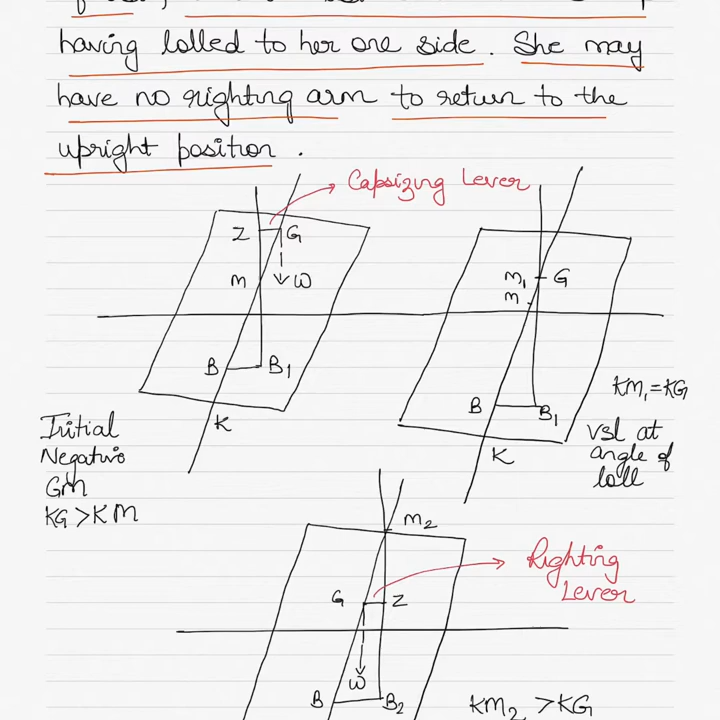 having lolled to her one side. She may
have no righting arm to return to the
upright position.
Capsizing Lever
Z G
M W
B B1
K
Initial
Negative
GM
KG > KM
M1 G
M
B B1
K
KM1 = KG
vsl at
angle of
loll
M2
Righting
Lever
G Z
W
B B2
KM2 > KG